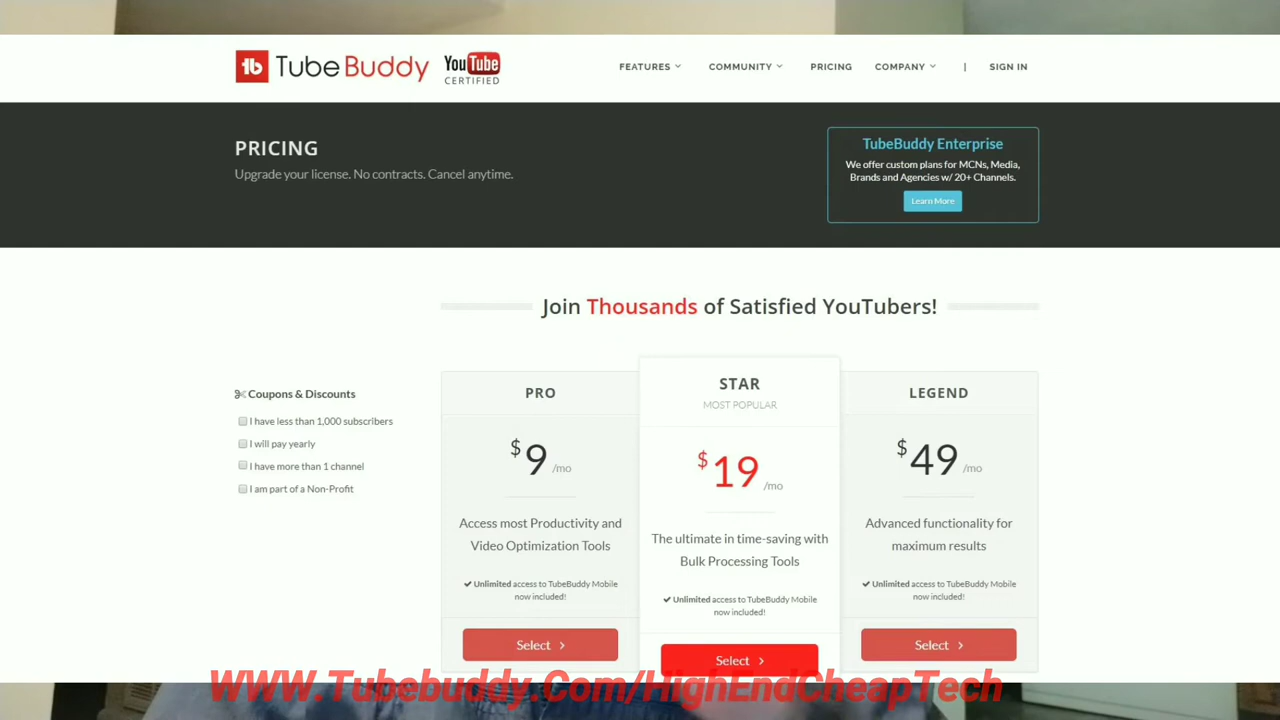 TubeBuddy
YouTube
CERTIFIED
FEATURES
COMMUNITY
PRICING
COMPANY
|
SIGN IN
PRICING
Upgrade your license. No contracts. Cancel anytime.
TubeBuddy Enterprise
We offer custom plans for MCNs, Media,
Brands and Agencies w/ 20+ Channels.
Learn More
Join Thousands of Satisfied YouTubers!
Coupons & Discounts
I have less than 1,000 subscribers
I will pay yearly
I have more than 1 channel
I am part of a Non-Profit
PRO
$9 /mo
Access most Productivity and
Video Optimization Tools
Unlimited access to TubeBuddy Mobile
now included!
Select
STAR
MOST POPULAR
$19 /mo
The ultimate in time-saving with
Bulk Processing Tools
Unlimited access to TubeBuddy Mobile
now included!
Select
LEGEND
$49 /mo
Advanced functionality for
maximum results
Unlimited access to TubeBuddy Mobile
now included!
Select
WWW.Tubebuddy.Com/HighEndCheapTech